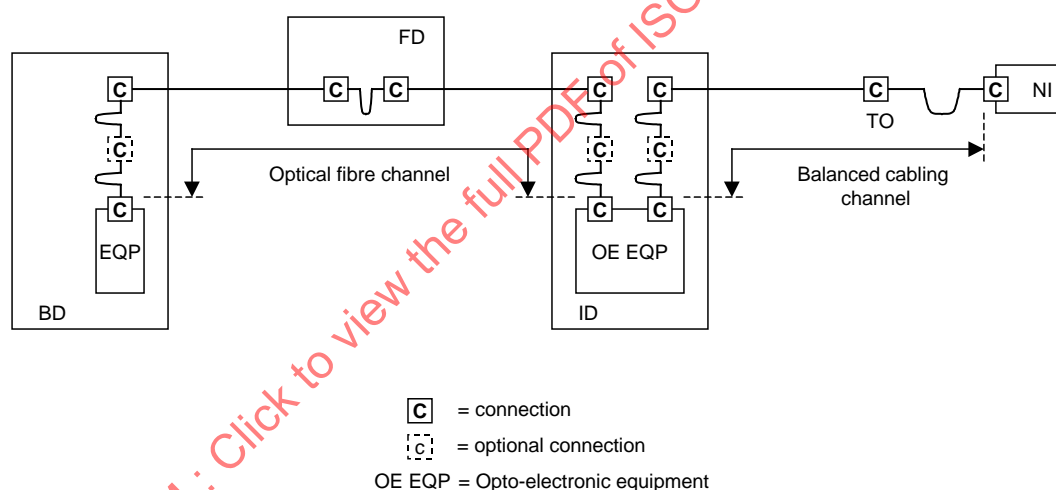 FD
C C C C C C C NI
TO
C C C
Optical fibre channel
Balanced cabling
channel
C C C
EQP
OE EQP
BD
ID
C = connection
C = optional connection
OE EQP = Opto-electronic equipment
: Click to view the full PDF of ISO